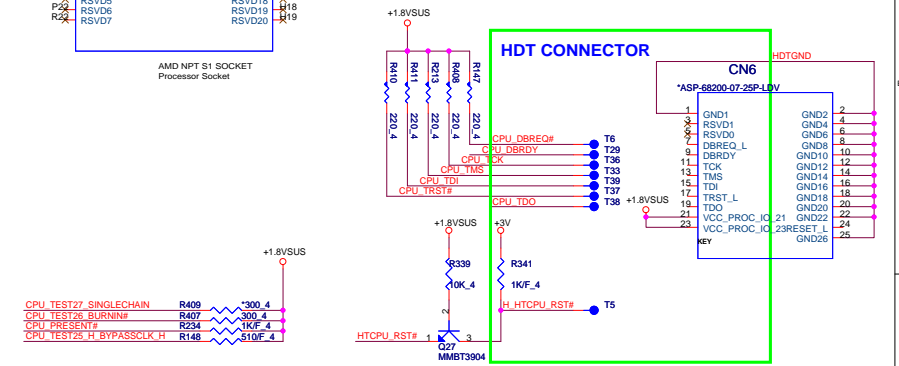 RSVD5
RSVD18
P22
RSVD6
RSVD19
H18
R22
RSVD7
RSVD20
H19
AMD NPT S1 SOCKET
Processor Socket
+1.8VSUS
HDT CONNECTOR
HDTGND
CN6
*ASP-68200-07-25P-LDV
R410
R411
R213
R408
R147
220_4
220_4
220_4
220_4
220_4
CPU_DBREQ#
T6
CPU_DBRDY
T29
CPU_TCK
T36
CPU_TMS
T33
CPU_TDI
T39
CPU_TRST#
T37
CPU_TDO
T38
1
GND1
GND2
2
3
RSVD1
GND4
4
5
RSVD0
GND6
6
7
DBREQ_L
GND8
8
9
DBRDY
GND10
10
11
TCK
GND12
12
13
TMS
GND14
14
15
TDI
GND16
16
17
TRST_L
GND18
18
19
TDO
GND20
20
21
VCC_PROC_IO_21
GND22
22
23
VCC_PROC_IO_23
RESET_L
24
KEY
GND26
25
+1.8VSUS
+1.8VSUS
+3V
R339
10K_4
R341
1K/F_4
H_HTCPU_RST#
T5
HTCPU_RST#
1
2
3
Q27
MMBT3904
+1.8VSUS
CPU_TEST27_SINGLECHAIN
R409
*300_4
CPU_TEST26_BURNIN#
R407
300_4
CPU_PRESENT#
R234
1K/F_4
CPU_TEST25_H_BYPASSCLK_H
R148
510/F_4